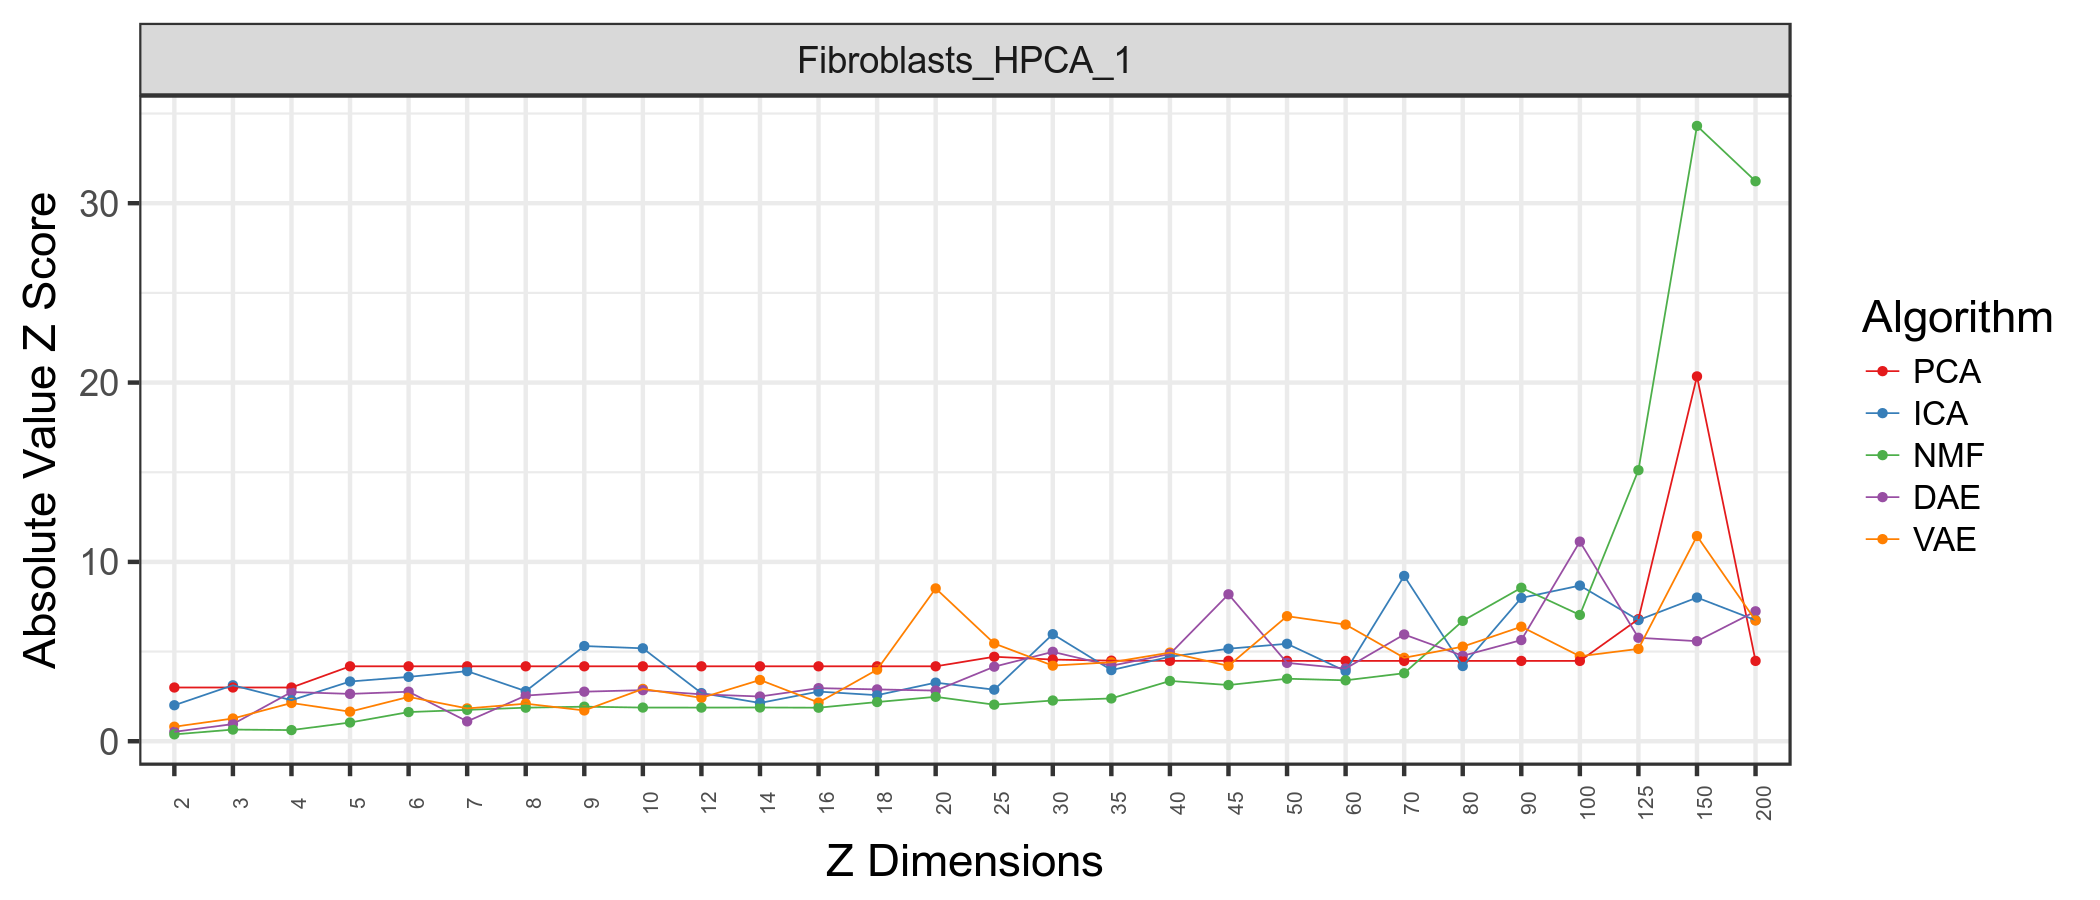 Fibroblasts_HPCA_1
Absolute Value Z Score
30
20
10
0
2 3 4 5 6 7 8 9 10 12 14 16 18 20 25 30 35 40 45 50 60 70 80 90 100 125 150 200
Z Dimensions
Algorithm
PCA
ICA
NMF
DAE
VAE